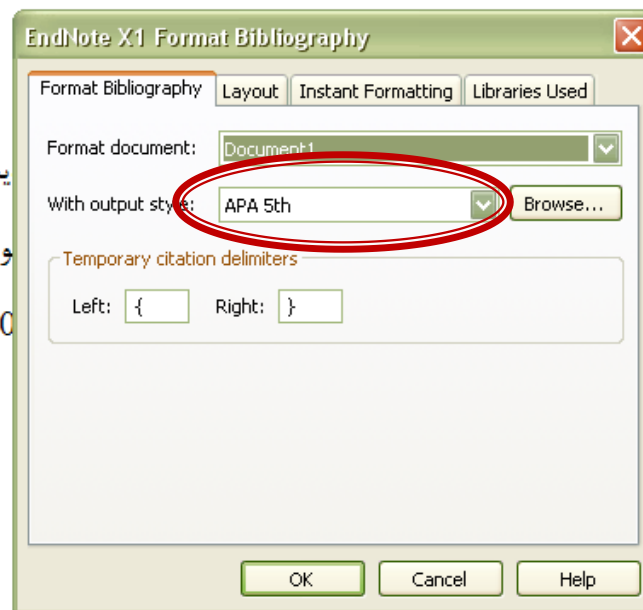 EndNote X1 Format Bibliography
Format Bibliography Layout Instant Formatting Libraries Used
Format document: Document1
With output style: APA 5th Browse...
Temporary citation delimiters
Left: { Right: }
OK Cancel Help